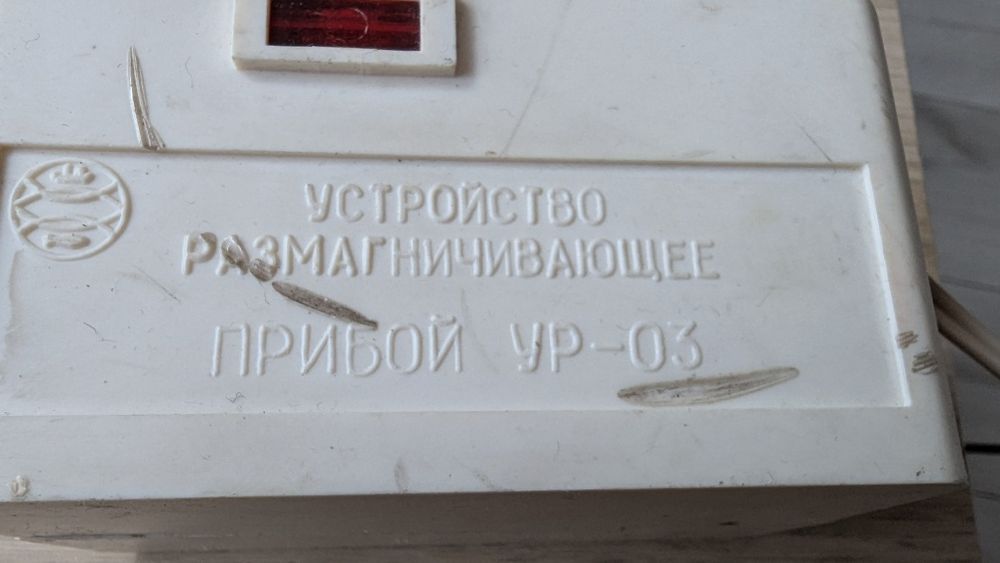 УСТРОЙСТВО
РАЗМАГНИЧИВАЮЩЕЕ
ПРИБОЙ УР-03